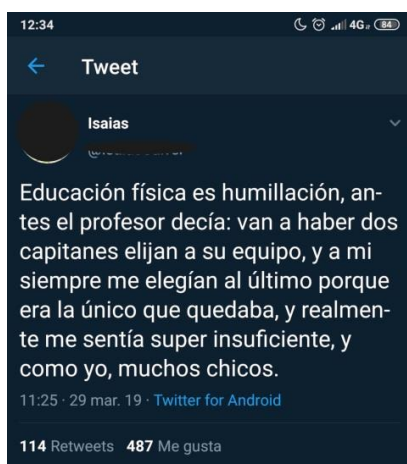 12:34 4G 84
Tweet
Isaias
Educación física es humillación, an-
tes el profesor decía: van a haber dos
capitanes elijan a su equipo, y a mi
siempre me elegían al último porque
era la único que quedaba, y realmen-
te me sentía super insuficiente, y
como yo, muchos chicos.
11:25 · 29 mar. 19 · Twitter for Android
114 Retweets 487 Me gusta